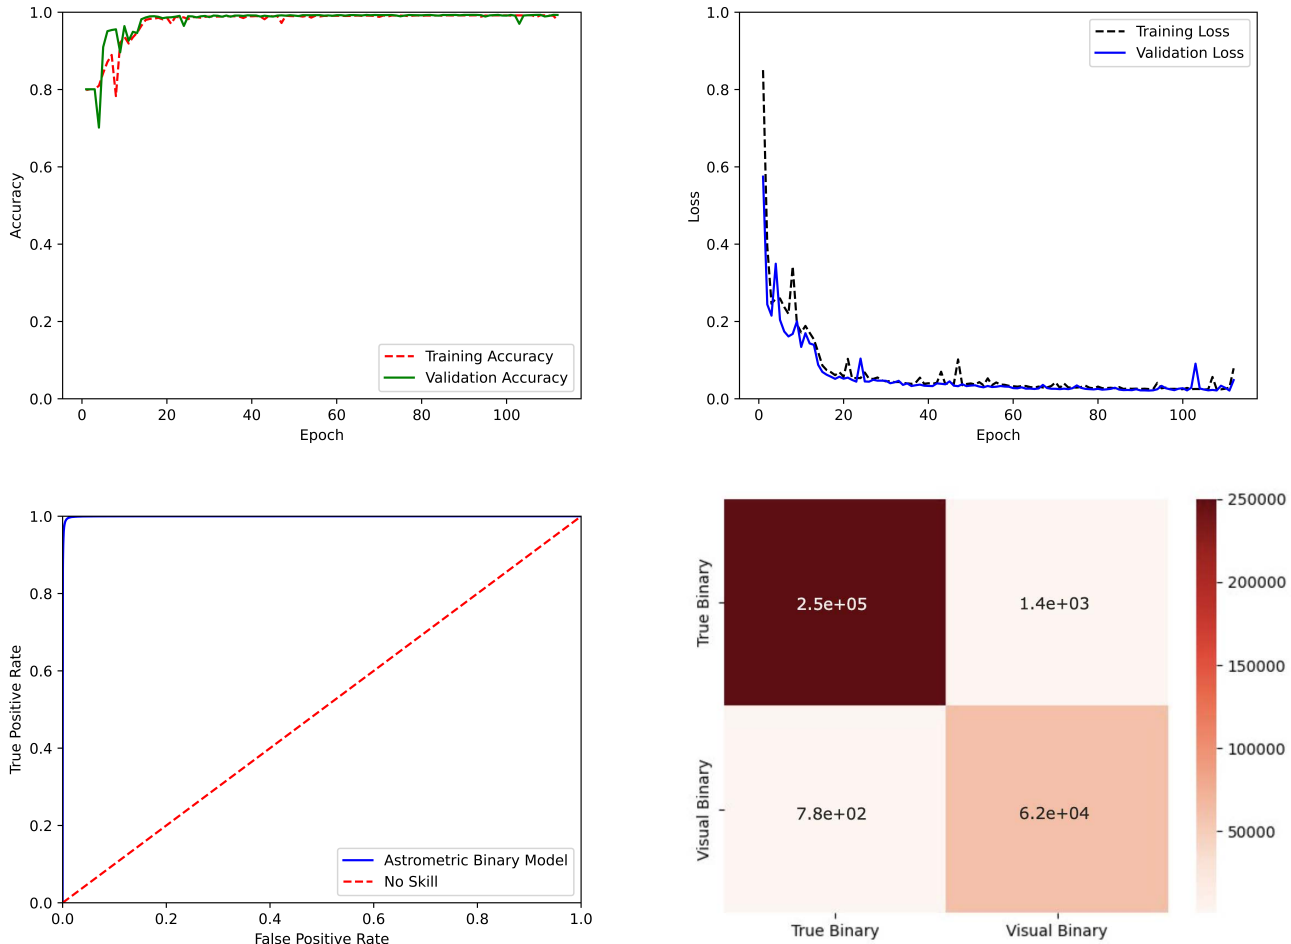 1.0
0.8
0.6
0.4
0.2
0.0
Accuracy
0 20 40 60 80 100
Epoch
Training Accuracy
Validation Accuracy
1.0
0.8
0.6
0.4
0.2
0.0
Loss
0 20 40 60 80 100
Epoch
Training Loss
Validation Loss
1.0
0.8
0.6
0.4
0.2
0.0
True Positive Rate
0.0 0.2 0.4 0.6 0.8 1.0
False Positive Rate
Astrometric Binary Model
No Skill
True Binary
Visual Binary
2.5e+05 1.4e+03
7.8e+02 6.2e+04
True Binary Visual Binary
250000
200000
150000
100000
50000